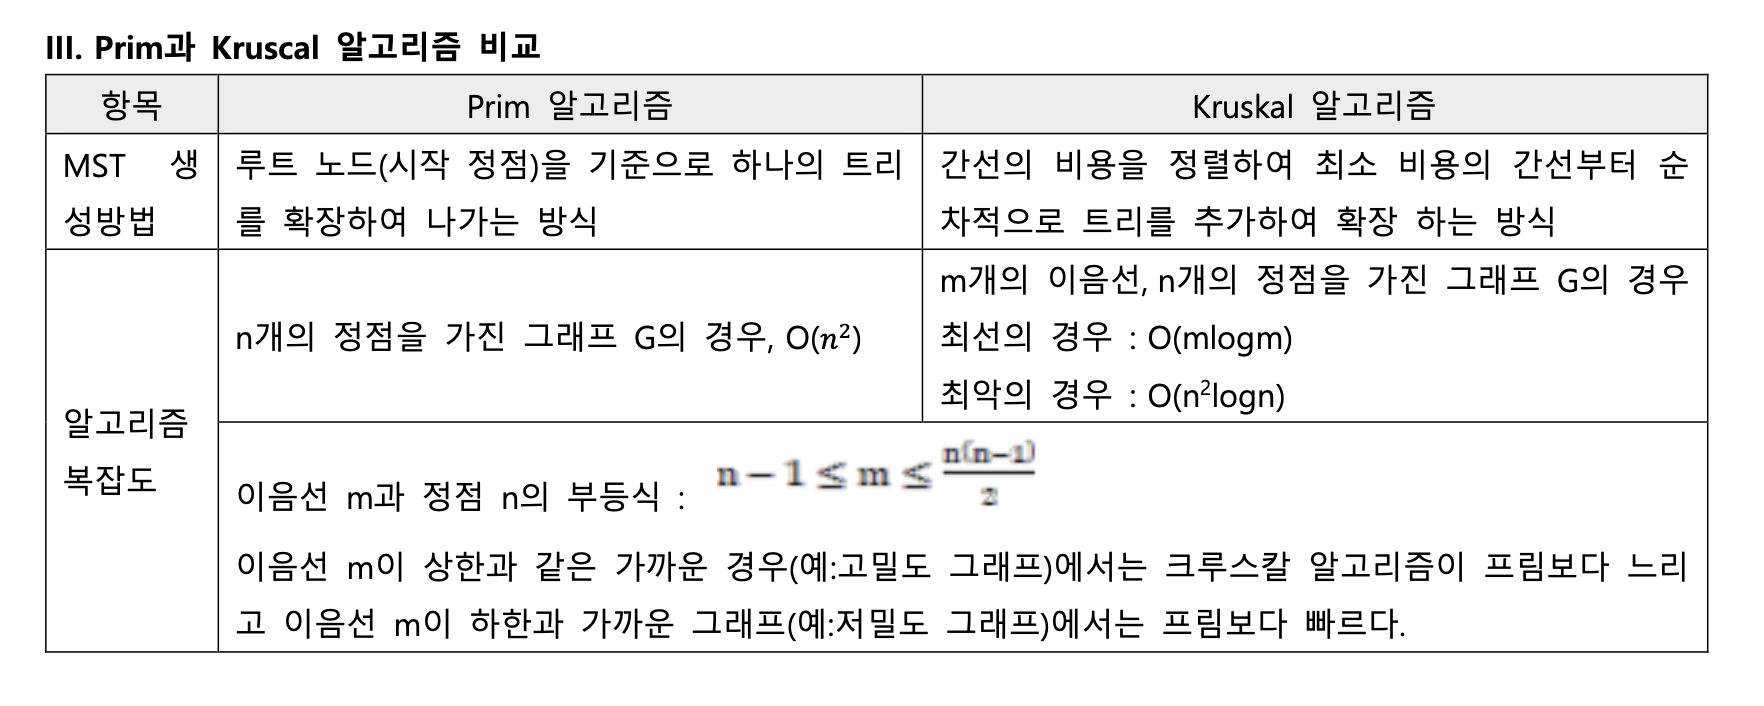 III. Prim과 Kruscal 알고리즘 비교
항목
Prim 알고리즘
Kruskal 알고리즘
MST 생
성방법
루트 노드(시작 정점)을 기준으로 하나의 트리
를 확장하여 나가는 방식
간선의 비용을 정렬하여 최소 비용의 간선부터 순
차적으로 트리를 추가하여 확장 하는 방식
알고리즘
복잡도
n개의 정점을 가진 그래프 G의 경우, O(n²)
m개의 이음선, n개의 정점을 가진 그래프 G의 경우
최선의 경우 : O(mlogm)
최악의 경우 : O(n²logn)
이음선 m과 정점 n의 부등식 : n − 1 ≤ m ≤ n(n−1)/2
이음선 m이 상한과 같은 가까운 경우(예:고밀도 그래프)에서는 크루스칼 알고리즘이 프림보다 느리
고 이음선 m이 하한과 가까운 그래프(예:저밀도 그래프)에서는 프림보다 빠르다.